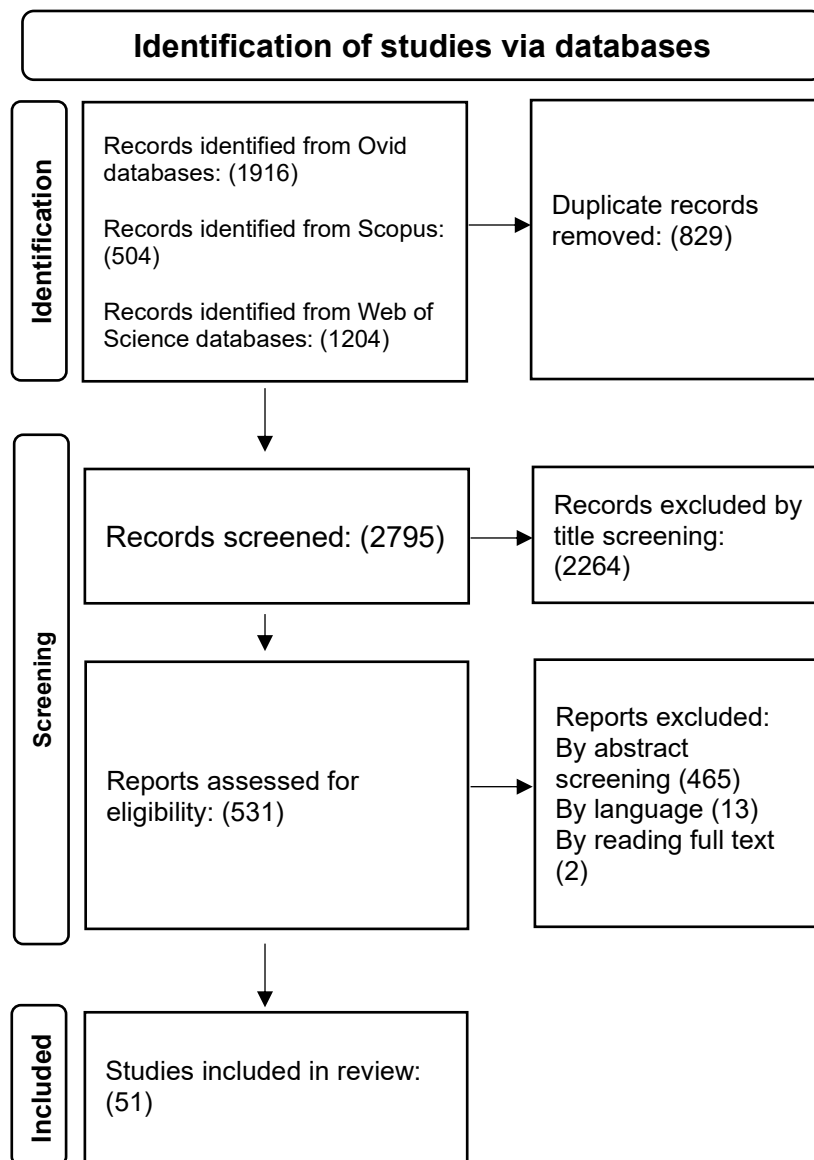 Identification of studies via databases
Identification
Records identified from Ovid
databases: (1916)
Records identified from Scopus:
(504)
Records identified from Web of
Science databases: (1204)
Duplicate records
removed: (829)
Screening
Records screened: (2795)
Records excluded by
title screening:
(2264)
Reports assessed for
eligibility: (531)
Reports excluded:
By abstract
screening (465)
By language (13)
By reading full text
(2)
Included
Studies included in review:
(51)